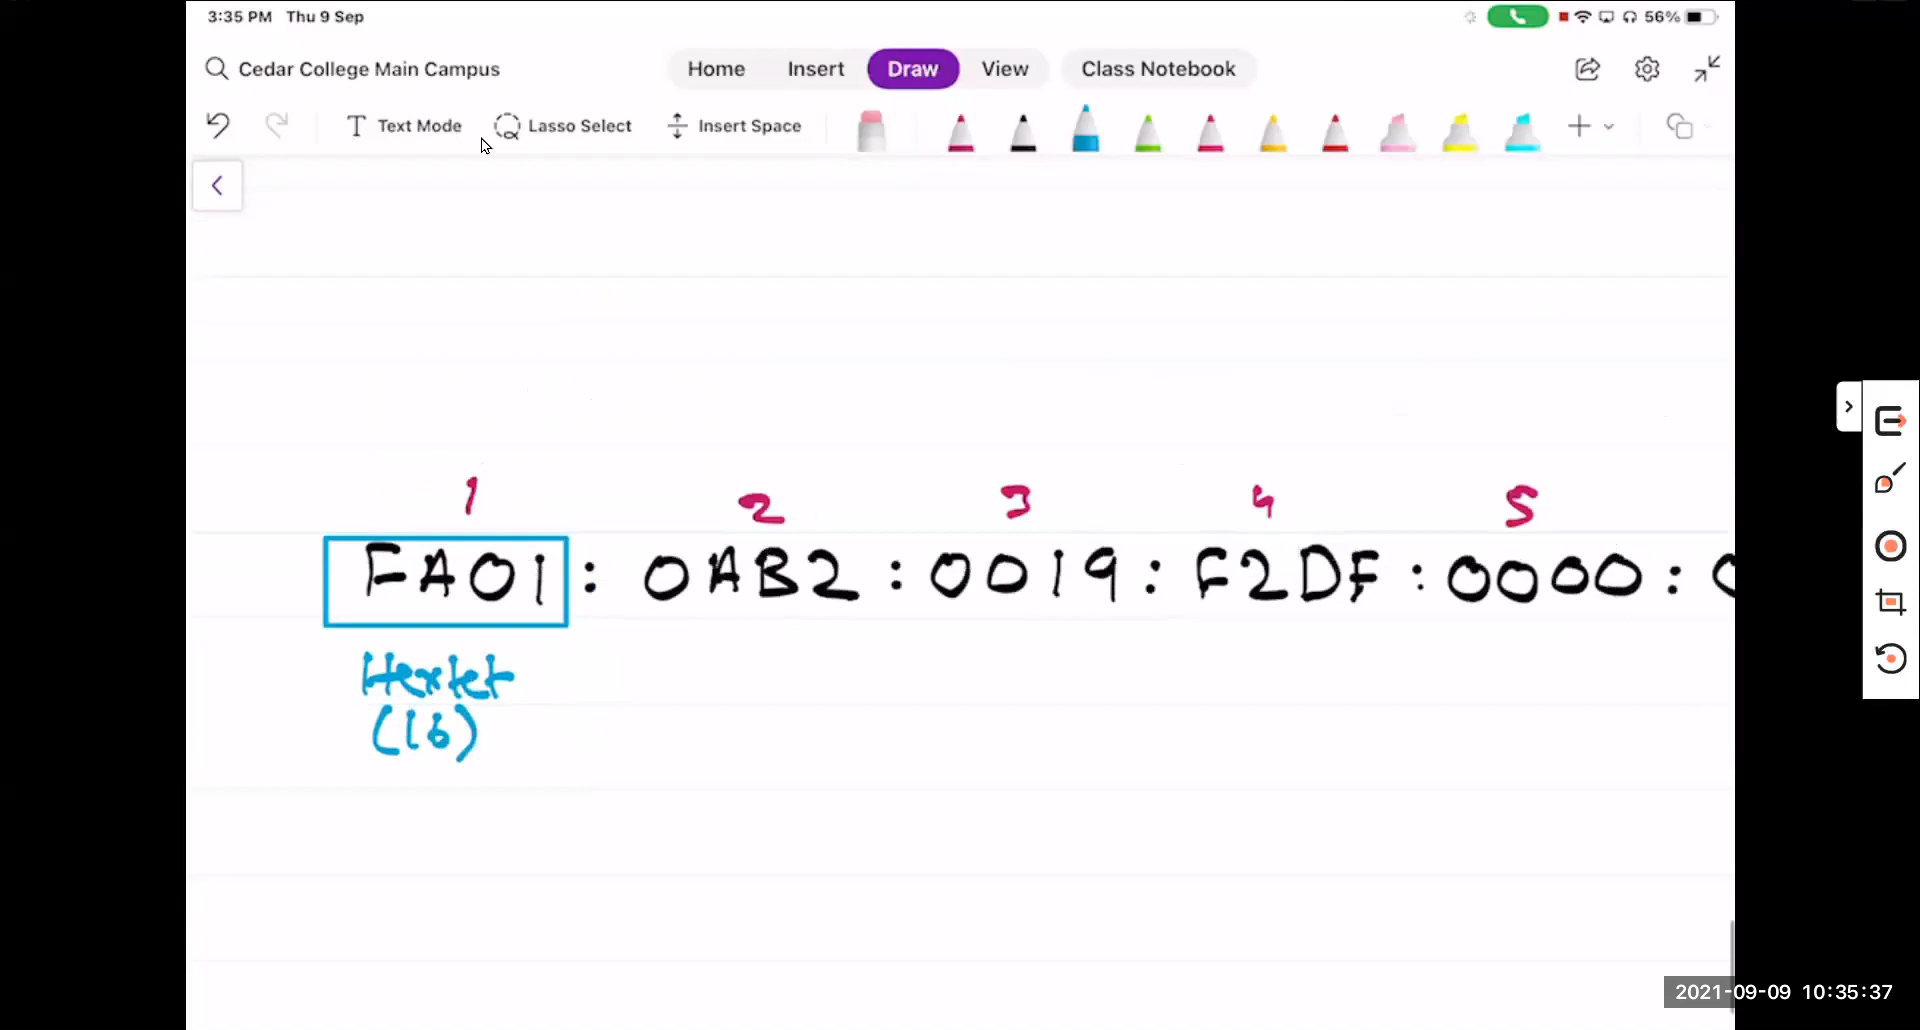 3:35 PM Thu 9 Sep
56%
Cedar College Main Campus
Home Insert Draw View Class Notebook
Text Mode Lasso Select Insert Space
1 2 3 4 5
FA01 : 0AB2 : 0019 : F2DF : 0000 : 0
Hextet
(16)
2021-09-09 10:35:37